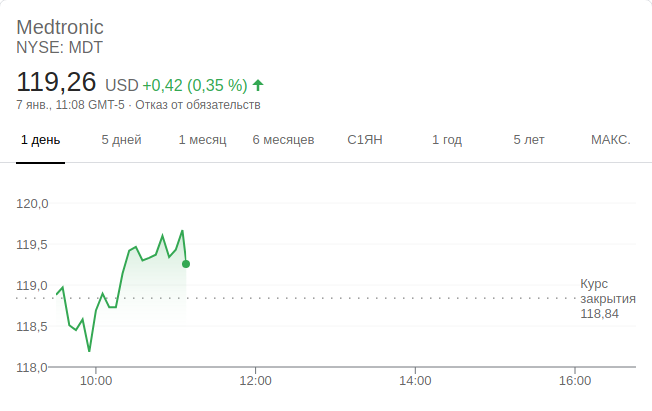 Medtronic
NYSE: MDT
119,26 USD +0,42 (0,35 %)
7 янв., 11:08 GMT-5 · Отказ от обязательств
1 день 5 дней 1 месяц 6 месяцев С1ЯН 1 год 5 лет МАКС.
120,0
119,5
119,0
Курс
закрытия
118,84
118,5
118,0
10:00 12:00 14:00 16:00